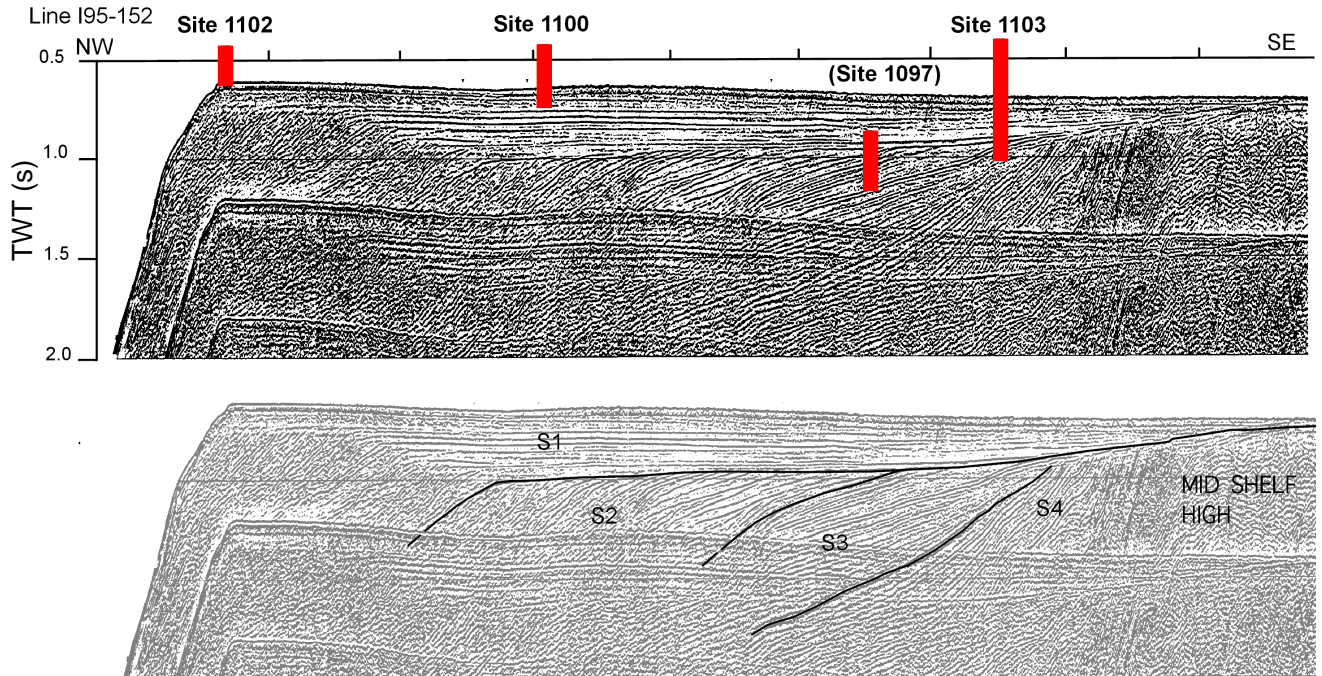 Line I95-152
Site 1102
Site 1100
Site 1103
NW
SE
0.5
(Site 1097)
1.0
TWT (s)
1.5
2.0
S1
S2
S3
S4
MID SHELF
HIGH